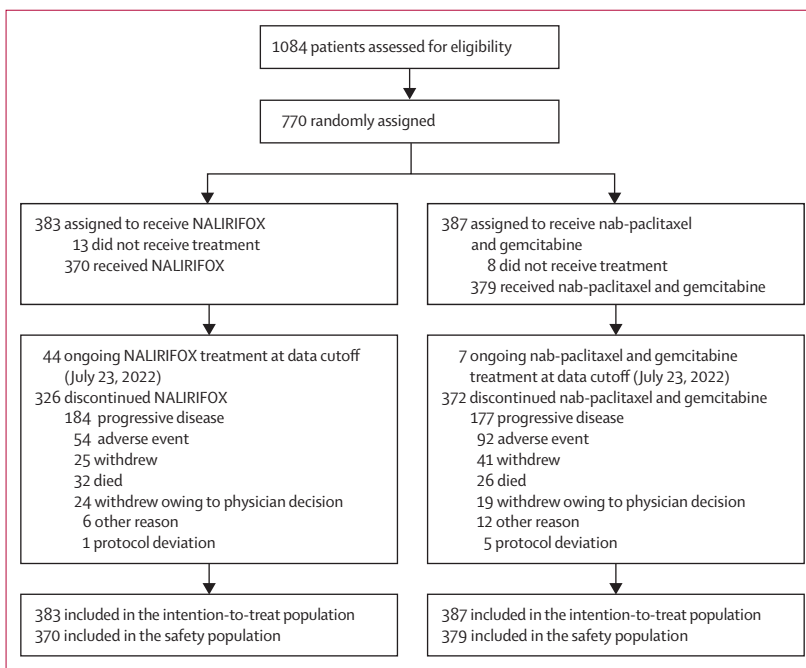 1084 patients assessed for eligibility
770 randomly assigned
383 assigned to receive NALIRIFOX
13 did not receive treatment
370 received NALIRIFOX
387 assigned to receive nab-paclitaxel
and gemcitabine
8 did not receive treatment
379 received nab-paclitaxel and gemcitabine
44 ongoing NALIRIFOX treatment at data cutoff
(July 23, 2022)
326 discontinued NALIRIFOX
184 progressive disease
54 adverse event
25 withdrew
32 died
24 withdrew owing to physician decision
6 other reason
1 protocol deviation
7 ongoing nab-paclitaxel and gemcitabine
treatment at data cutoff (July 23, 2022)
372 discontinued nab-paclitaxel and gemcitabine
177 progressive disease
92 adverse event
41 withdrew
26 died
19 withdrew owing to physician decision
12 other reason
5 protocol deviation
383 included in the intention-to-treat population
370 included in the safety population
387 included in the intention-to-treat population
379 included in the safety population